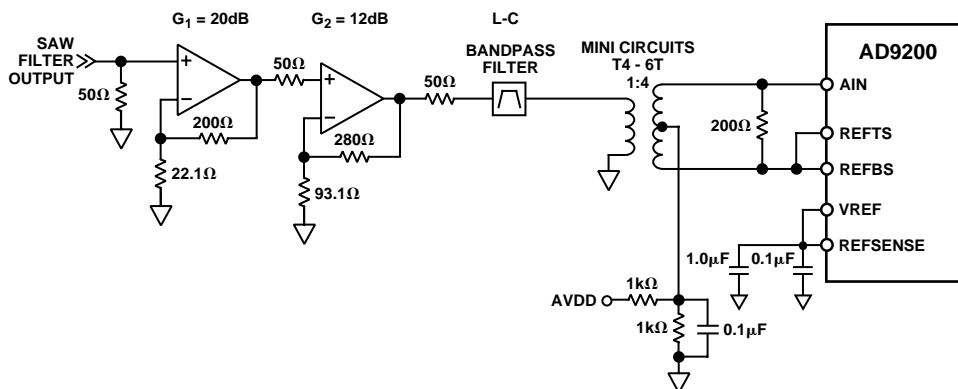 G1 = 20dB
G2 = 12dB
L-C
BANDPASS
FILTER
MINI CIRCUITS
T4 - 6T
1:4
AD9200
SAW
FILTER
OUTPUT
50Ω
50Ω
50Ω
AIN
200Ω
REFTS
REFBS
200Ω
280Ω
22.1Ω
93.1Ω
VREF
REFSENSE
1.0μF
0.1μF
AVDD
1kΩ
1kΩ
0.1μF